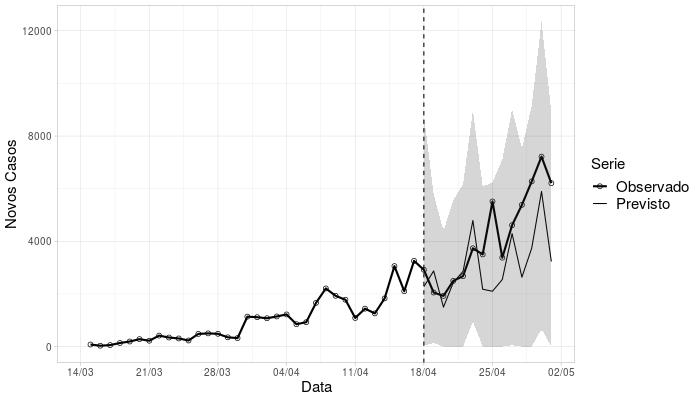 12000
8000
4000
0
Novos Casos
14/03 21/03 28/03 04/04 11/04 18/04 25/04 02/05
Data
Serie
Observado
Previsto